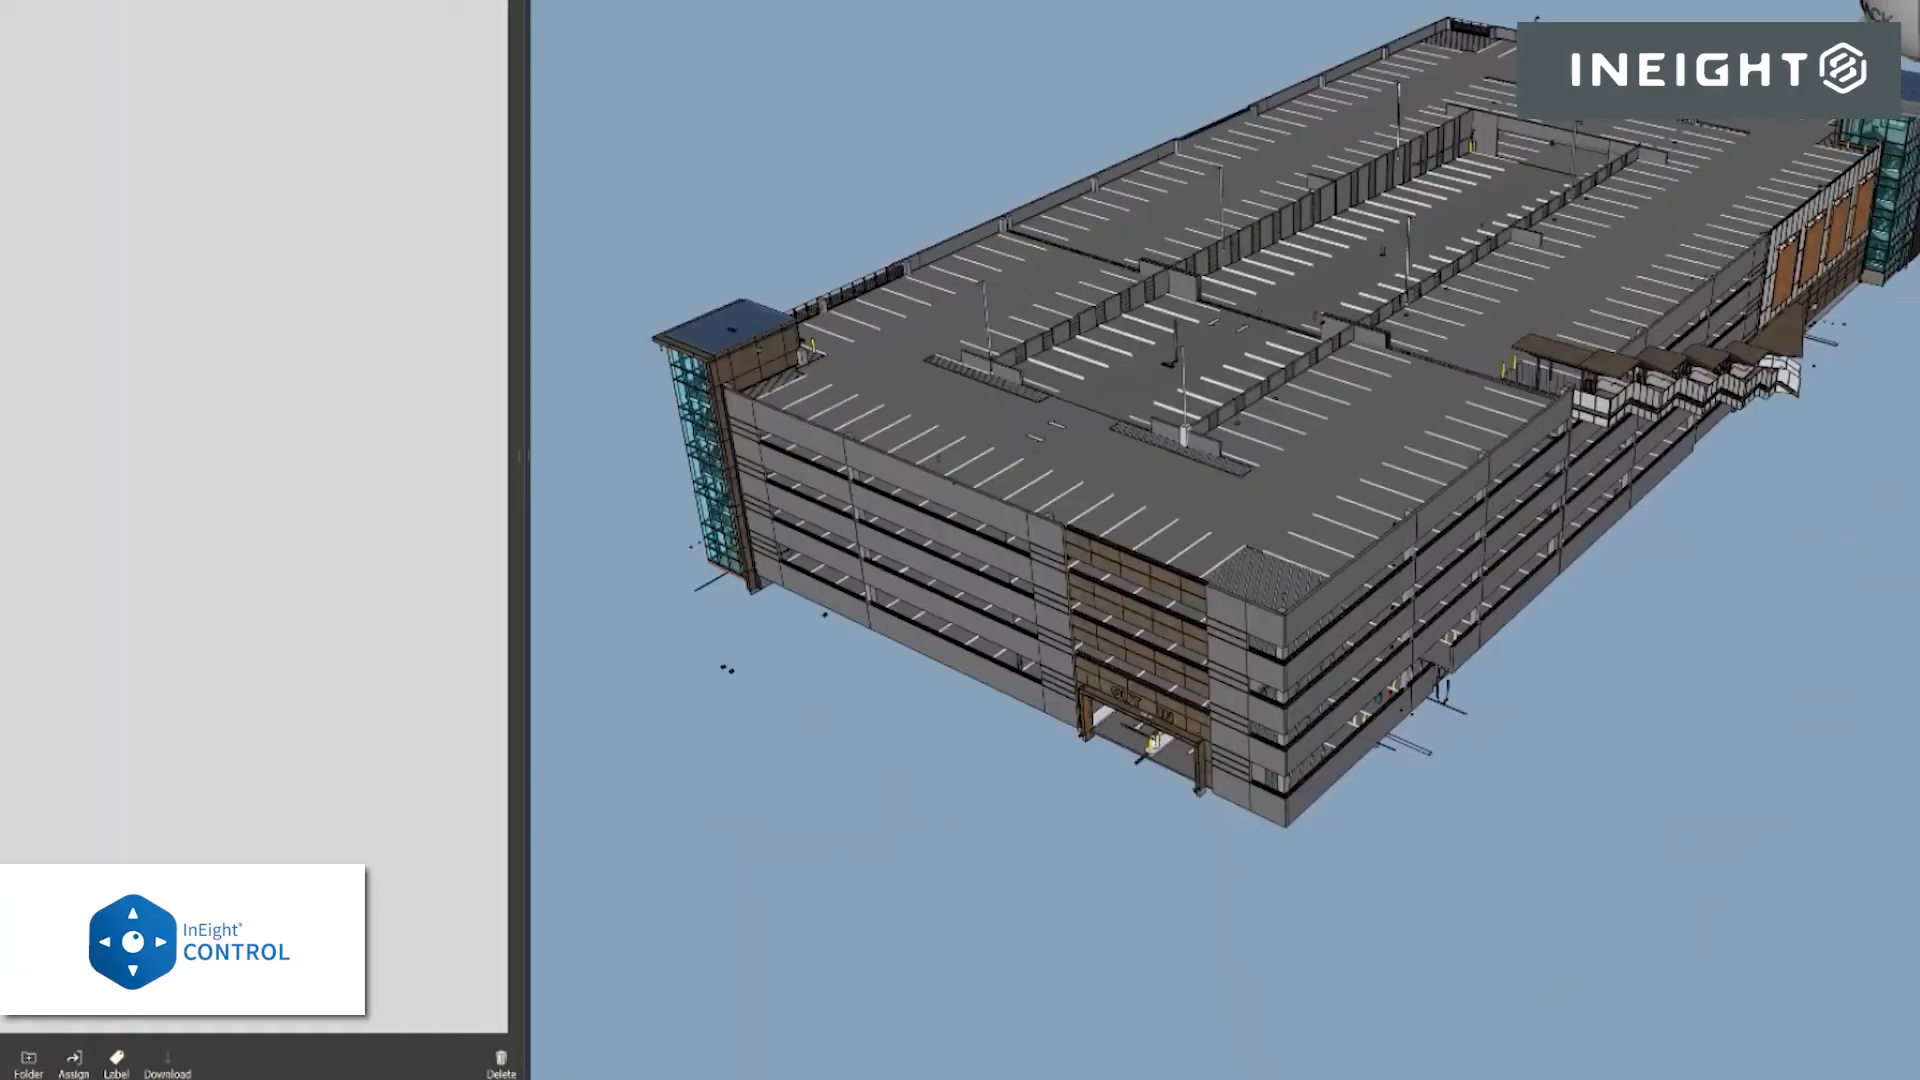 INEIGHT
InEight®
CONTROL
Folder
Assign
Label
Download
Delete